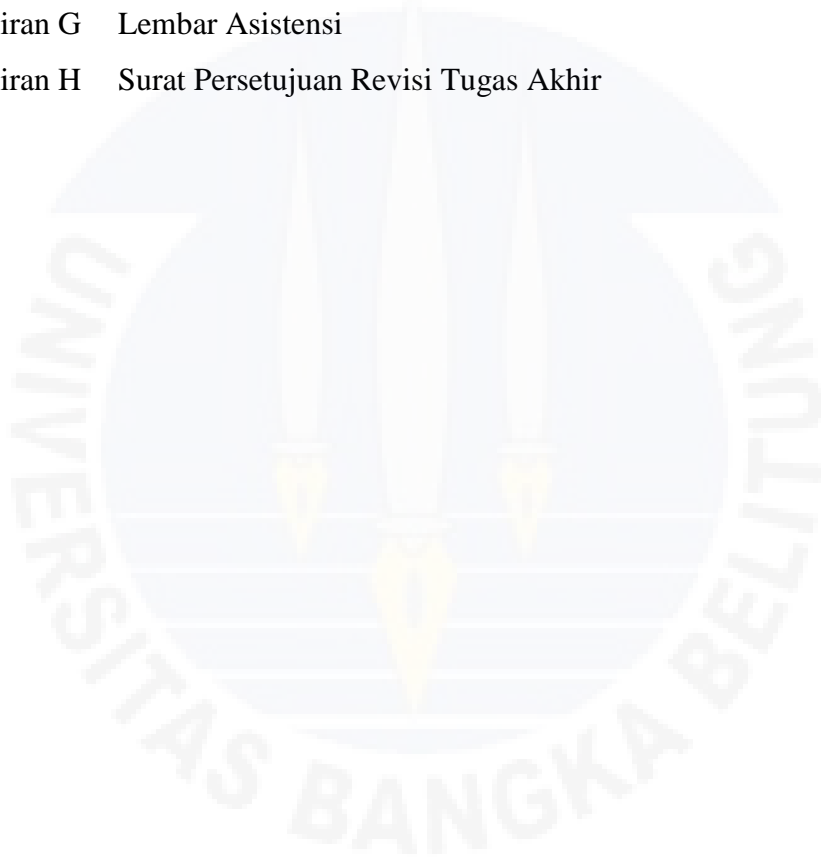 iran G Lembar Asistensi
iran H Surat Persetujuan Revisi Tugas Akhir
UNIVERSITAS BANGKA BELITUNG